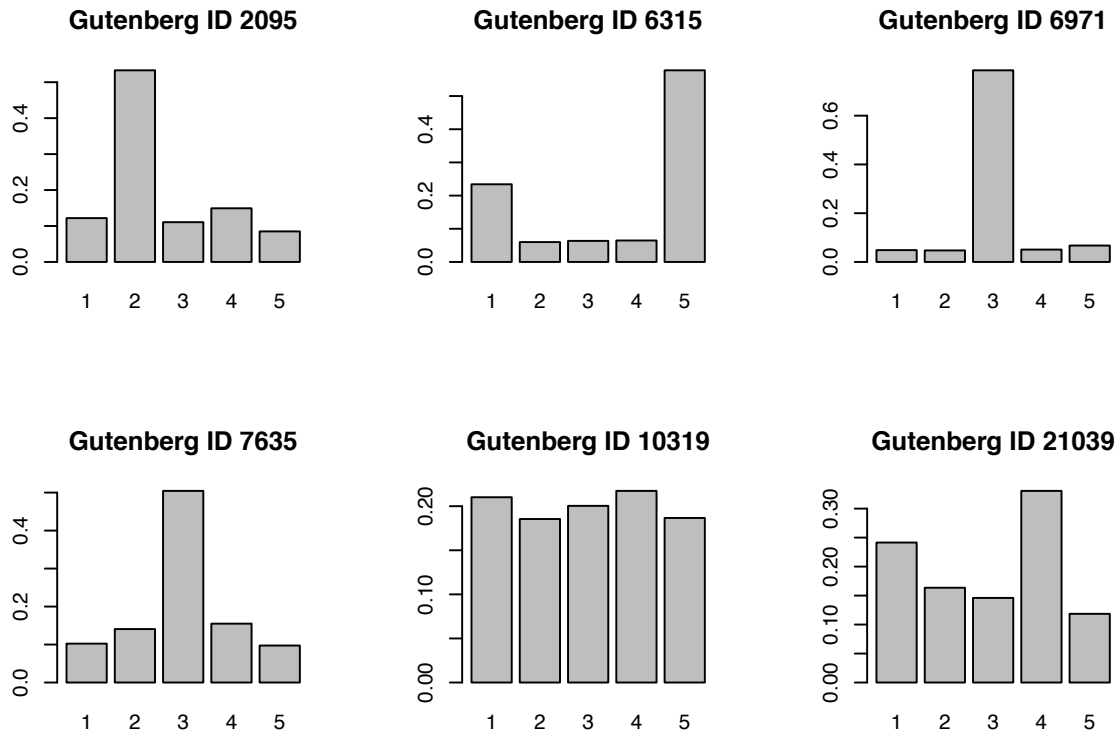 Gutenberg ID 2095
0.0 0.2 0.4
1 2 3 4 5
Gutenberg ID 6315
0.0 0.2 0.4
1 2 3 4 5
Gutenberg ID 6971
0.0 0.2 0.4 0.6
1 2 3 4 5
Gutenberg ID 7635
0.0 0.2 0.4
1 2 3 4 5
Gutenberg ID 10319
0.00 0.10 0.20
1 2 3 4 5
Gutenberg ID 21039
0.00 0.10 0.20 0.30
1 2 3 4 5